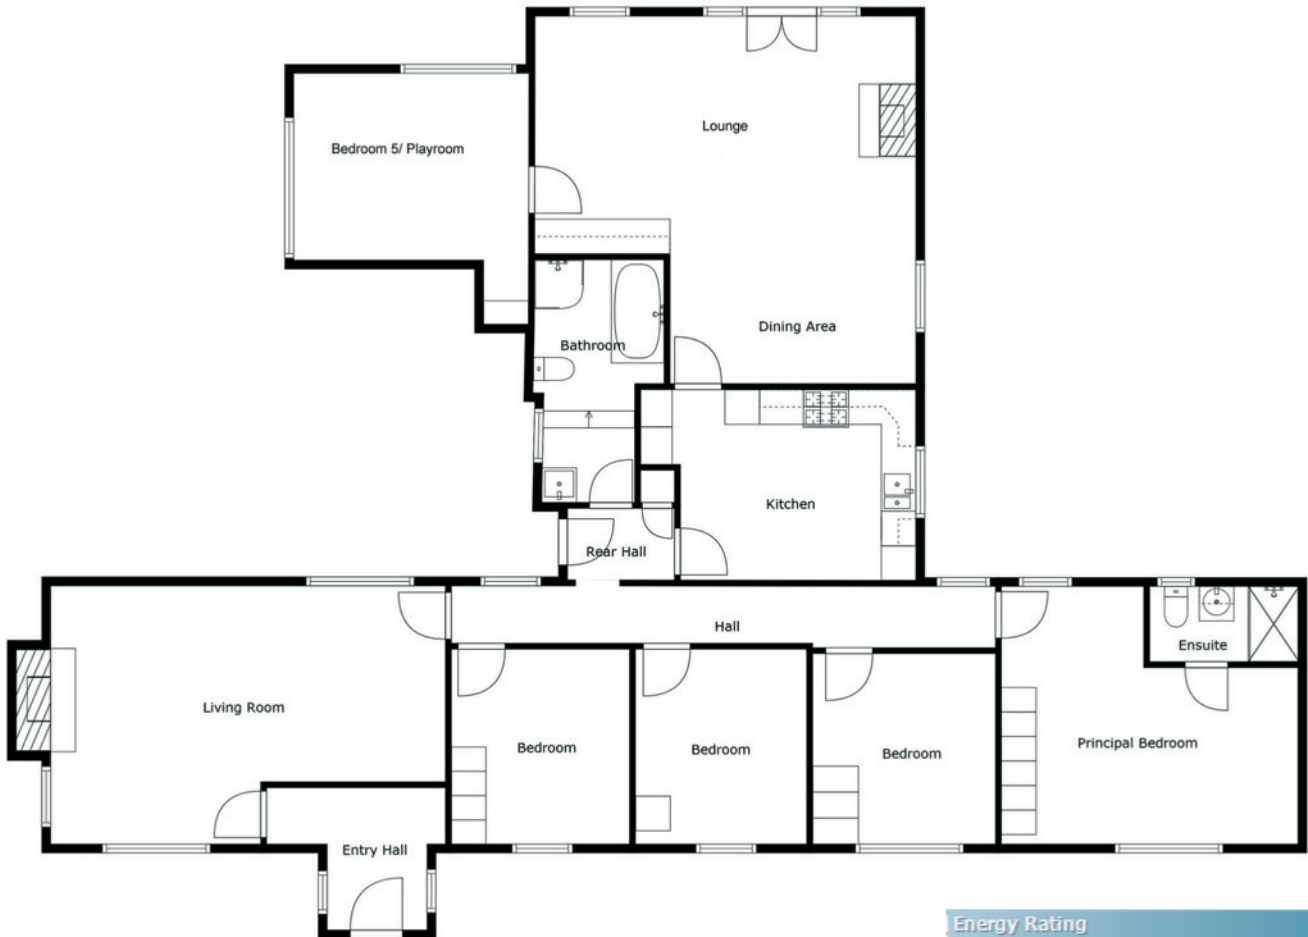 Lounge
Bedroom 5/ Playroom
Dining Area
Bathroom
Kitchen
Rear Hall
Hall
Ensuite
Living Room
Bedroom
Bedroom
Bedroom
Principal Bedroom
Entry Hall
Energy Rating